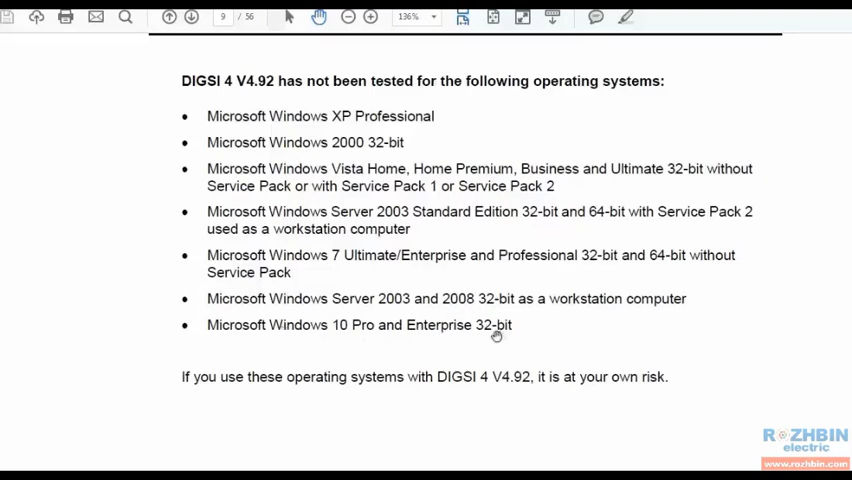 9 / 56
136%
DIGSI 4 V4.92 has not been tested for the following operating systems:
• Microsoft Windows XP Professional
• Microsoft Windows 2000 32-bit
• Microsoft Windows Vista Home, Home Premium, Business and Ultimate 32-bit without
Service Pack or with Service Pack 1 or Service Pack 2
• Microsoft Windows Server 2003 Standard Edition 32-bit and 64-bit with Service Pack 2
used as a workstation computer
• Microsoft Windows 7 Ultimate/Enterprise and Professional 32-bit and 64-bit without
Service Pack
• Microsoft Windows Server 2003 and 2008 32-bit as a workstation computer
• Microsoft Windows 10 Pro and Enterprise 32-bit
If you use these operating systems with DIGSI 4 V4.92, it is at your own risk.
ROZHBIN
electric
www.rozhbin.com